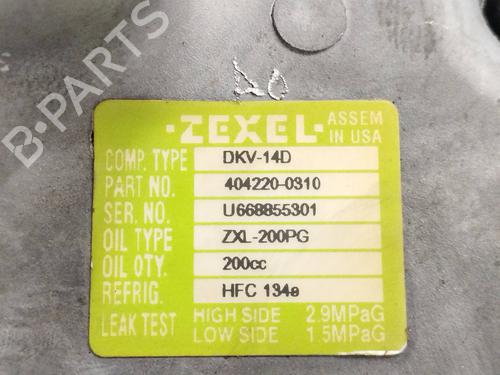 B-PARTS
AO
·ZEXEL· ASSEM IN USA
COMP. TYPE DKV-14D
PART NO. 404220-0310
SER. NO. U668855301
OIL TYPE ZXL-200PG
OIL QTY. 200cc
REFRIG. HFC 134a
LEAK TEST HIGH SIDE 2.9MPaG
LOW SIDE 1.5MPaG